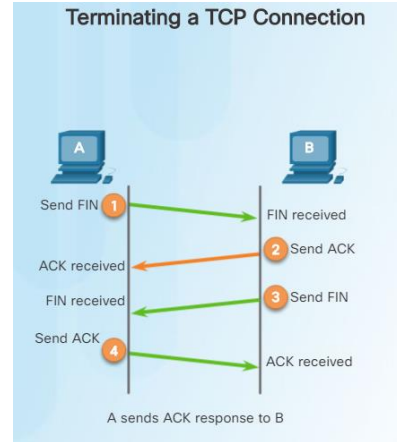 Terminating a TCP Connection
A B
Send FIN 1
FIN received
2 Send ACK
ACK received
FIN received 3 Send FIN
Send ACK
4
ACK received
A sends ACK response to B